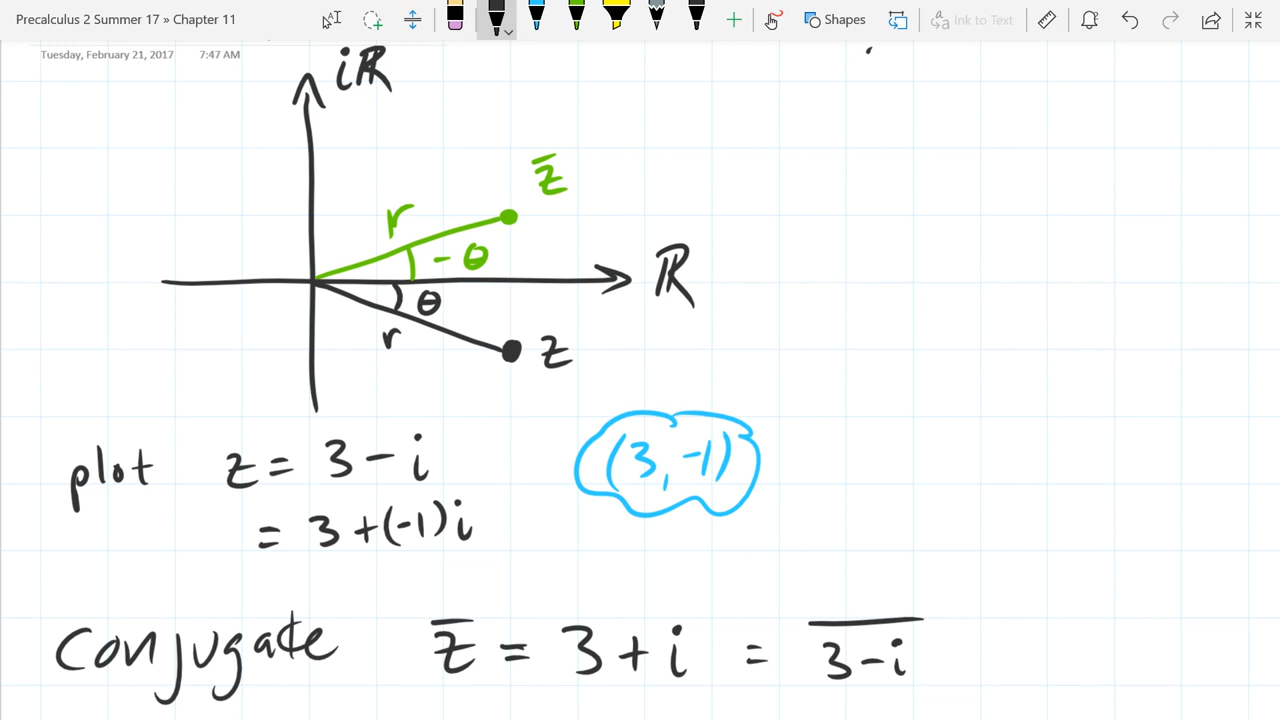 Precalculus 2 Summer 17 » Chapter 11
Shapes
Ink to Text
Tuesday, February 21, 2017 7:47 AM
iℝ
z̅
r
-θ
ℝ
θ
r
z
plot z = 3 - i
(3, -1)
= 3 + (-1)i
Conjugate z̅ = 3 + i = \overline{3-i}